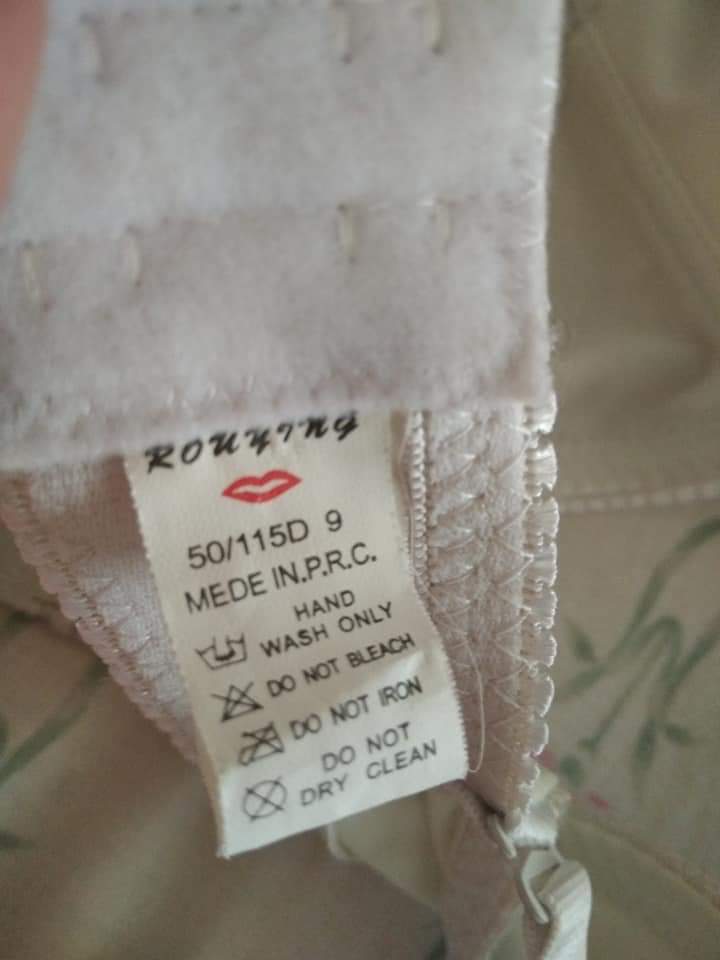 ROUYING
50/115D 9
MEDE IN.P.R.C.
HAND
WASH ONLY
DO NOT BLEACH
DO NOT IRON
DO NOT
DRY CLEAN